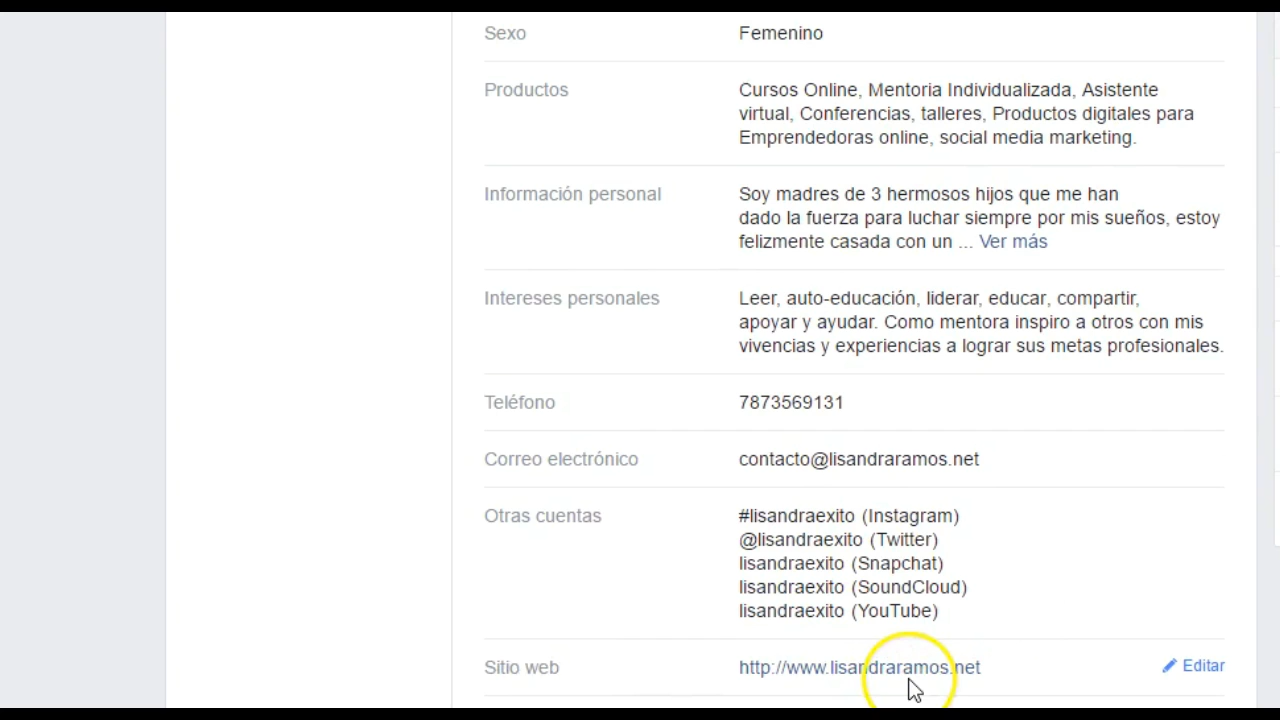 Sexo Femenino
Productos Cursos Online, Mentoria Individualizada, Asistente
virtual, Conferencias, talleres, Productos digitales para
Emprendedoras online, social media marketing.
Información personal Soy madres de 3 hermosos hijos que me han
dado la fuerza para luchar siempre por mis sueños, estoy
felizmente casada con un ... Ver más
Intereses personales Leer, auto-educación, liderar, educar, compartir,
apoyar y ayudar. Como mentora inspiro a otros con mis
vivencias y experiencias a lograr sus metas profesionales.
Teléfono 7873569131
Correo electrónico contacto@lisandraramos.net
Otras cuentas #lisandraexito (Instagram)
@lisandraexito (Twitter)
lisandraexito (Snapchat)
lisandraexito (SoundCloud)
lisandraexito (YouTube)
Sitio web http://www.lisandraramos.net Editar